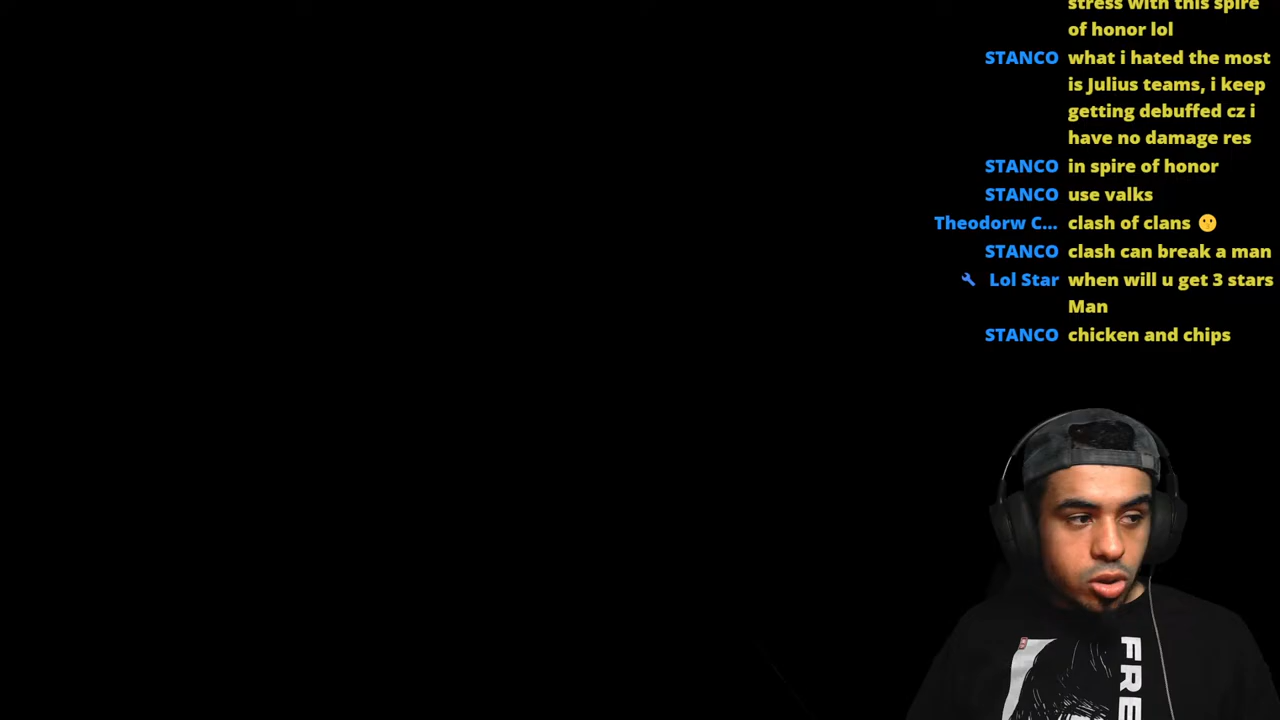 stress with this spire
of honor lol
STANCO what i hated the most
is Julius teams, i keep
getting debuffed cz i
have no damage res
STANCO in spire of honor
STANCO use valks
Theodorw C... clash of clans 🤫
STANCO clash can break a man
Lol Star when will u get 3 stars
Man
STANCO chicken and chips
FRE